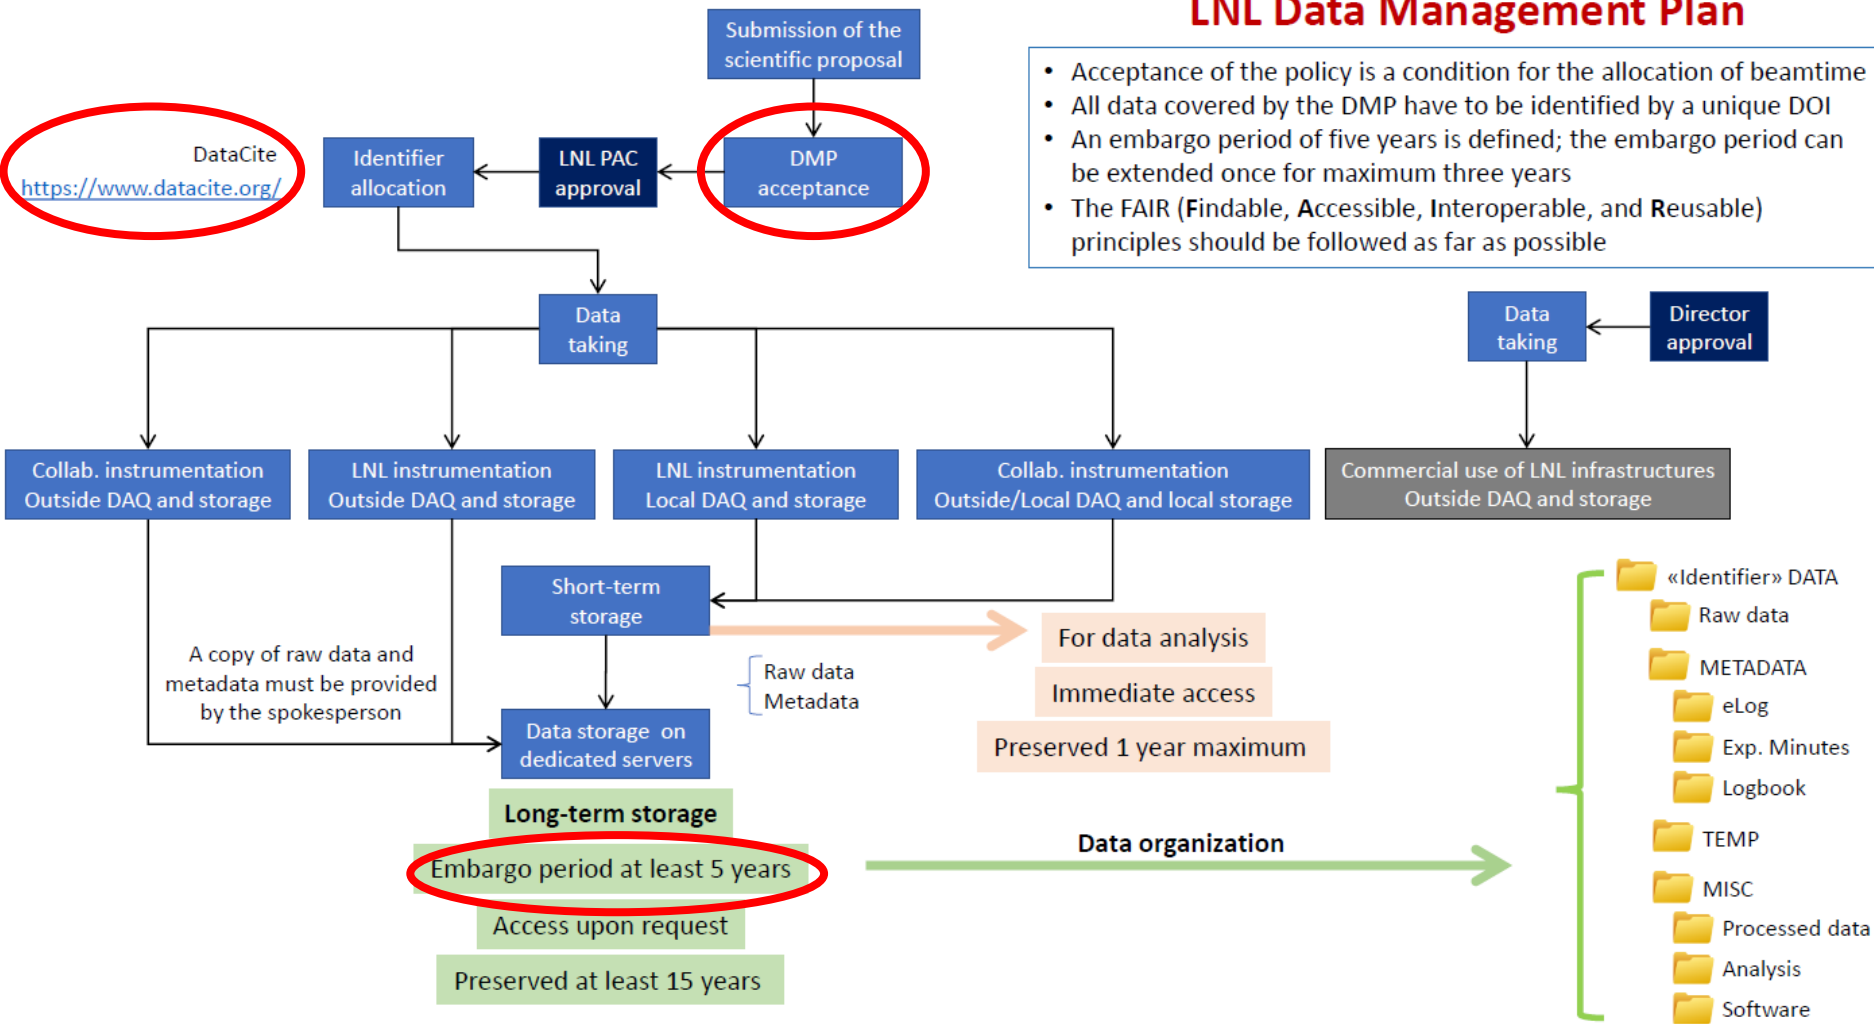 LNL Data Management Plan
Submission of the
scientific proposal
• Acceptance of the policy is a condition for the allocation of beamtime
• All data covered by the DMP have to be identified by a unique DOI
• An embargo period of five years is defined; the embargo period can
be extended once for maximum three years
• The FAIR (Findable, Accessible, Interoperable, and Reusable)
principles should be followed as far as possible
DataCite
https://www.datacite.org/
Identifier
allocation
LNL PAC
approval
DMP
acceptance
Data
taking
Data
taking
Director
approval
Collab. instrumentation
Outside DAQ and storage
LNL instrumentation
Outside DAQ and storage
LNL instrumentation
Local DAQ and storage
Collab. instrumentation
Outside/Local DAQ and local storage
Commercial use of LNL infrastructures
Outside DAQ and storage
Short-term
storage
A copy of raw data and
metadata must be provided
by the spokesperson
Raw data
Metadata
For data analysis
Immediate access
Preserved 1 year maximum
Data storage on
dedicated servers
Long-term storage
Embargo period at least 5 years
Access upon request
Preserved at least 15 years
Data organization
«Identifier» DATA
Raw data
METADATA
eLog
Exp. Minutes
Logbook
TEMP
MISC
Processed data
Analysis
Software